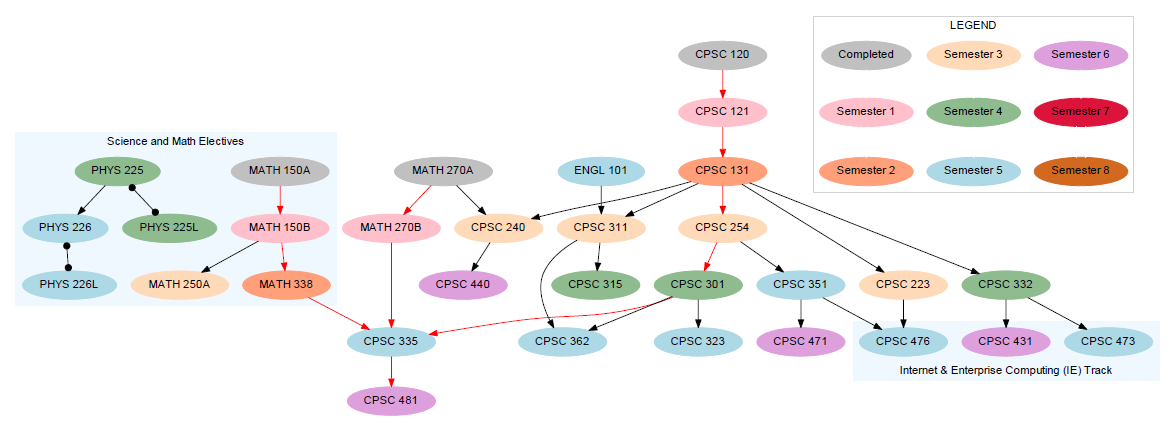 LEGEND
Completed
Semester 3
Semester 6
Semester 1
Semester 4
Semester 7
Semester 2
Semester 5
Semester 8
CPSC 120
CPSC 121
Science and Math Electives
PHYS 225
MATH 150A
MATH 270A
ENGL 101
CPSC 131
PHYS 226
PHYS 225L
MATH 150B
MATH 270B
CPSC 240
CPSC 311
CPSC 254
PHYS 226L
MATH 250A
MATH 338
CPSC 440
CPSC 315
CPSC 301
CPSC 351
CPSC 223
CPSC 332
CPSC 335
CPSC 362
CPSC 323
CPSC 471
CPSC 476
CPSC 431
CPSC 473
Internet & Enterprise Computing (IE) Track
CPSC 481